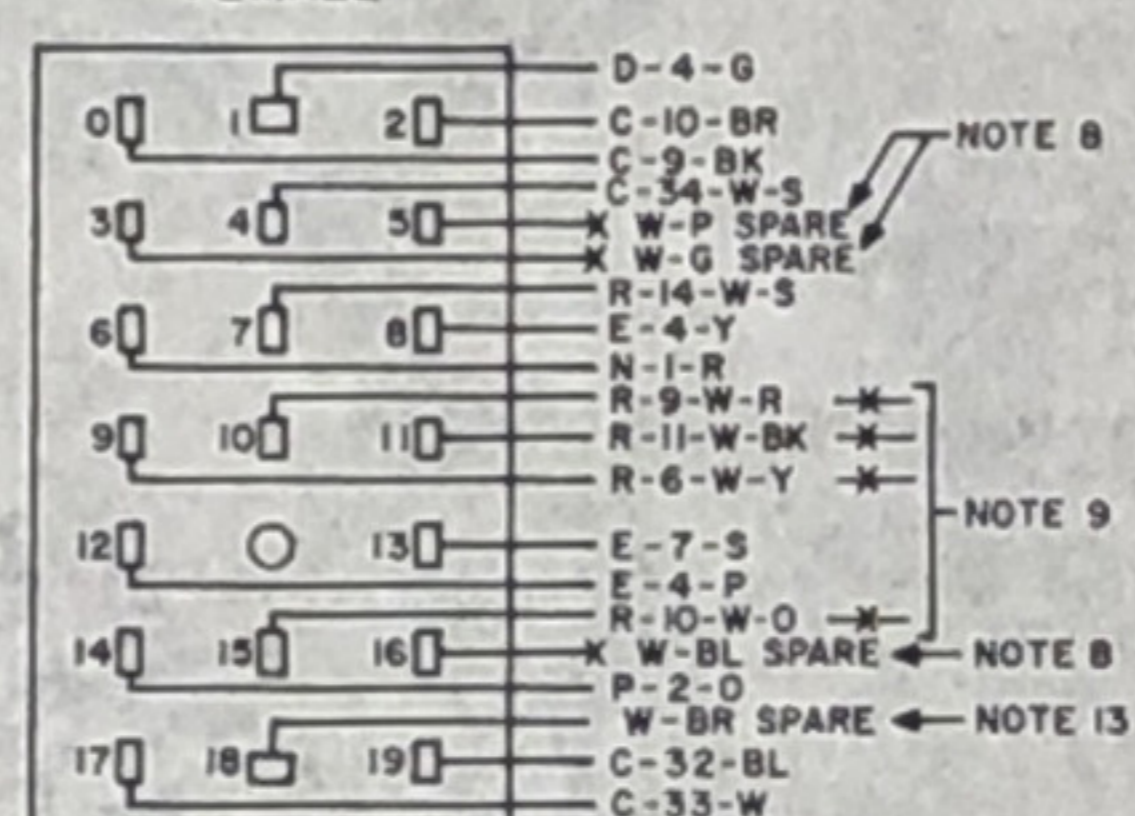 D-4-G
0 1 2 C-10-BR
C-9-BK
NOTE 8
C-34-W-S
3 4 5 X W-P SPARE
X W-G SPARE
R-14-W-S
6 7 8 E-4-Y
N-1-R
R-9-W-R X
9 10 11 R-11-W-BK X
R-6-W-Y X
NOTE 9
12 13 E-7-S
E-4-P
R-10-W-O X
14 15 16 X W-BL SPARE NOTE 8
P-2-O
W-BR SPARE NOTE 13
17 18 19 C-32-BL
C-33-W